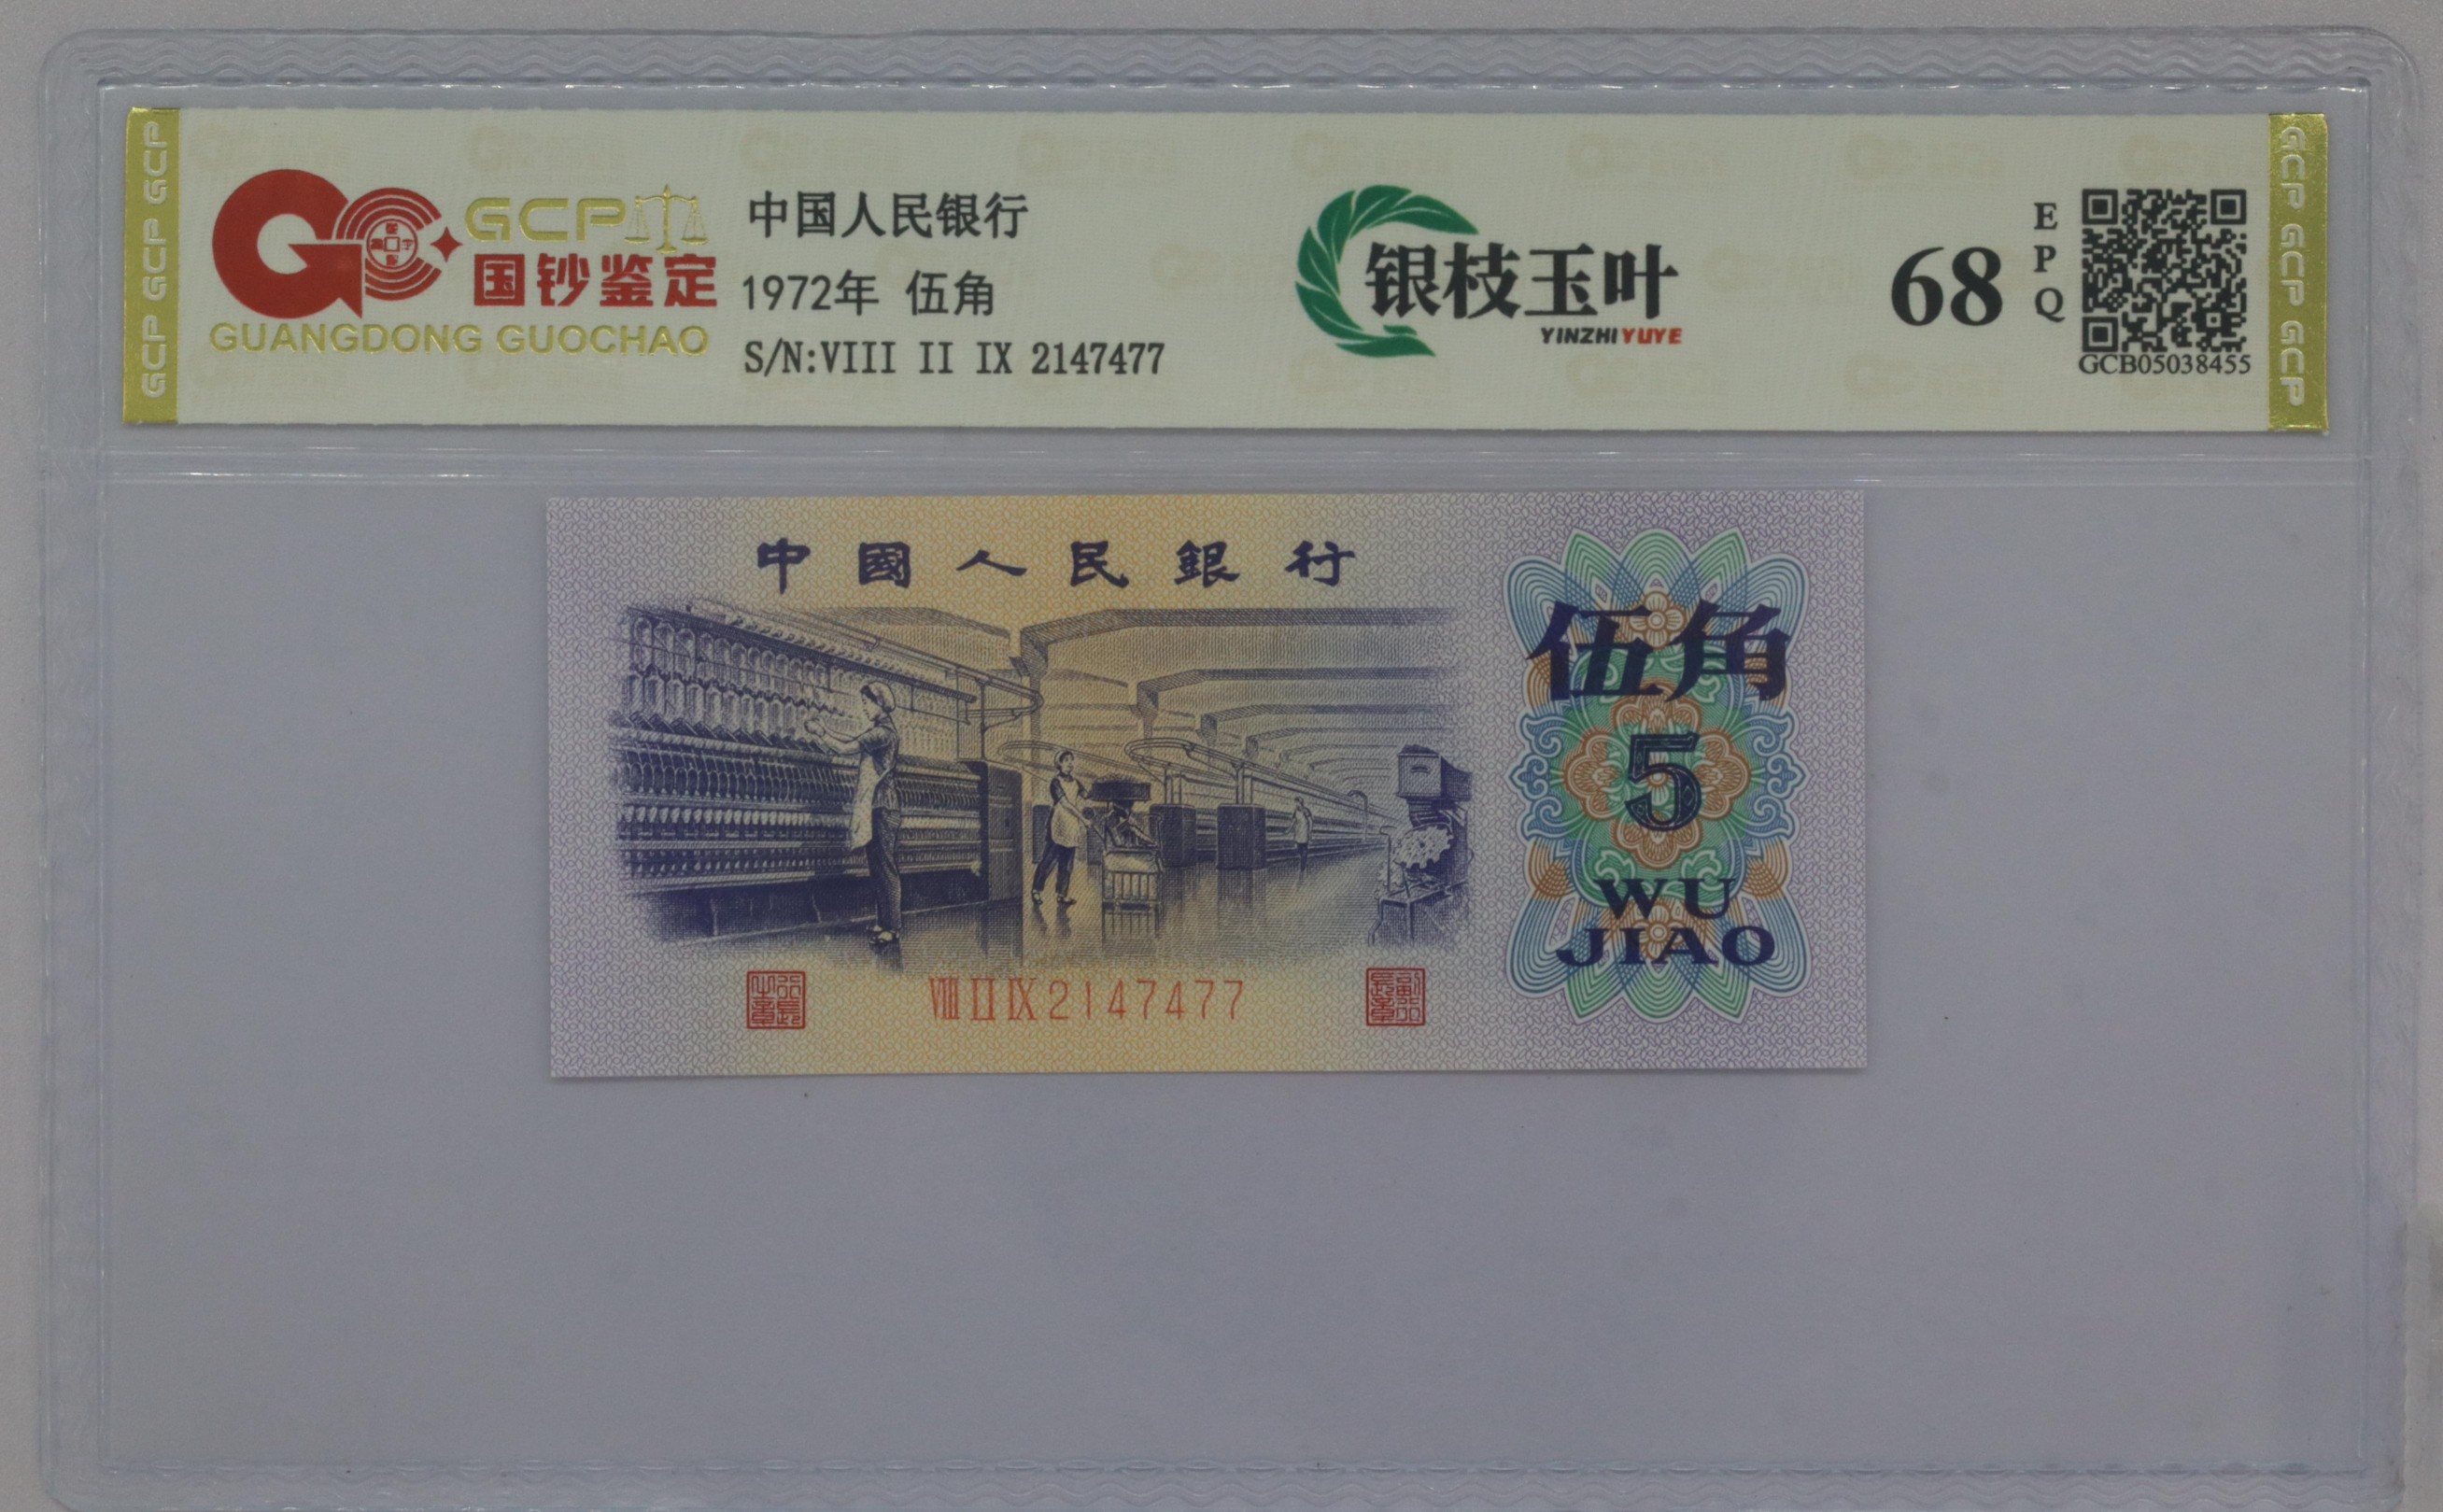 GCP GCP GCP
GCP
国钞鉴定
GUANGDONG GUOCHAO
中国人民银行
1972年 伍角
S/N:VIII II IX 2147477
银枝玉叶
YINZHIYUYE
68
EPQ
GCB05038455
GCP GCP GCP
中國人民銀行
伍角
5
WU
JIAO
VIII II IX 2147477